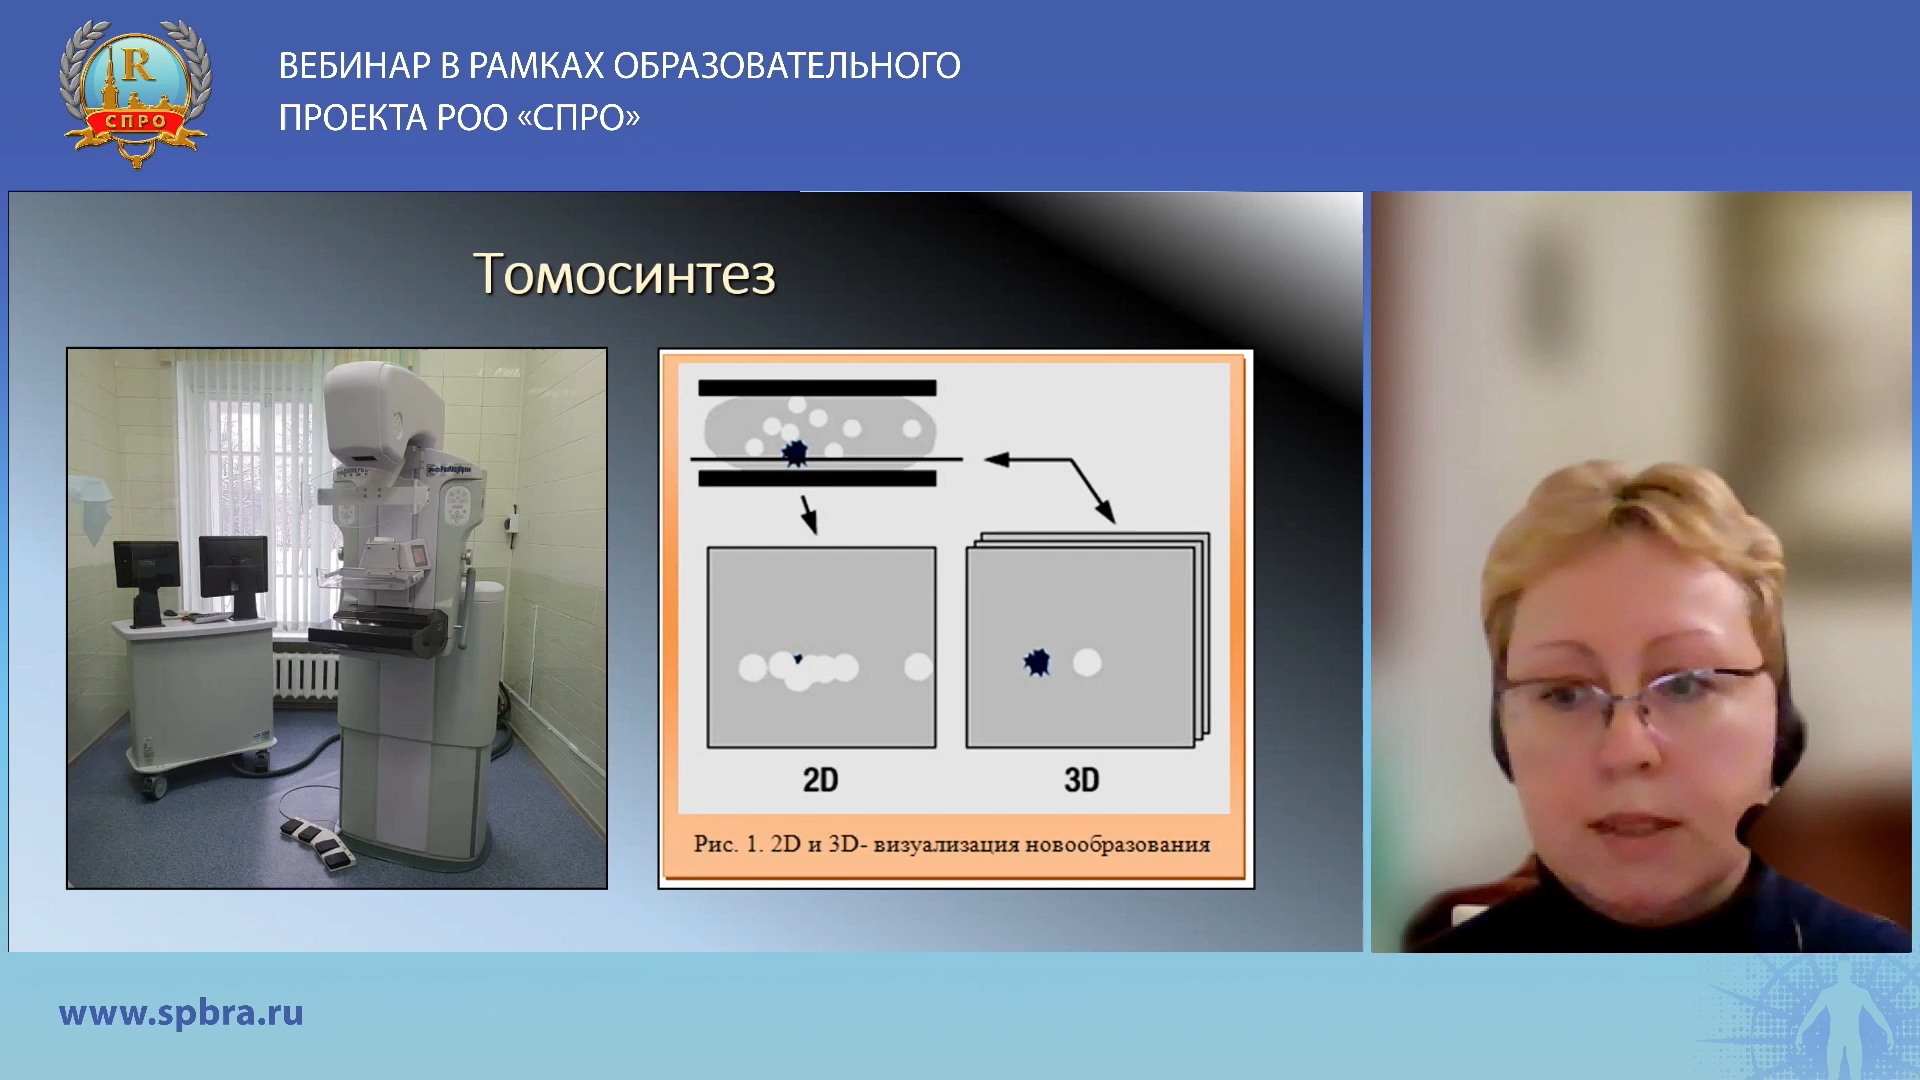 R
СПРО
ВЕБИНАР В РАМКАХ ОБРАЗОВАТЕЛЬНОГО
ПРОЕКТА РОО «СПРО»
Томосинтез
2D
3D
Рис. 1. 2D и 3D- визуализация новообразования
www.spbra.ru